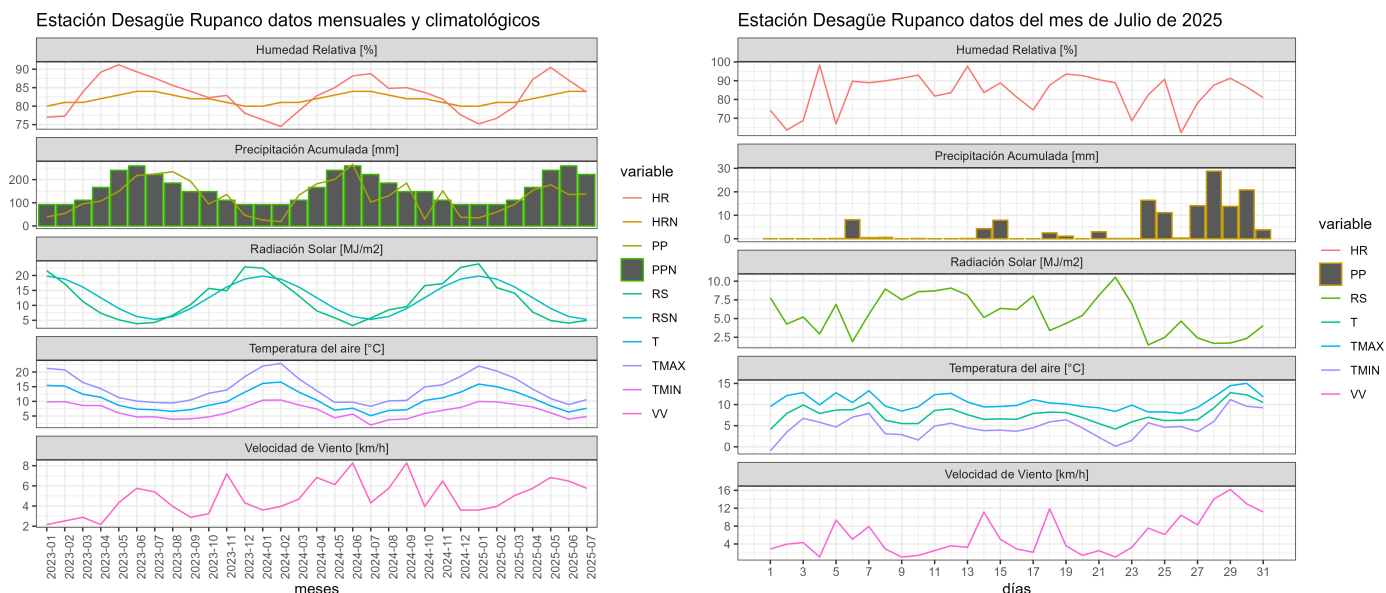 Estación Desagüe Rupanco datos mensuales y climatológicos
Humedad Relativa [%]
90
85
80
75
Precipitación Acumulada [mm]
200
100
0
Radiación Solar [MJ/m2]
20
15
10
5
Temperatura del aire [°C]
20
15
10
5
Velocidad de Viento [km/h]
8
6
4
2
2023-01
2023-02
2023-03
2023-04
2023-05
2023-06
2023-07
2023-08
2023-09
2023-10
2023-11
2023-12
2024-01
2024-02
2024-03
2024-04
2024-05
2024-06
2024-07
2024-08
2024-09
2024-10
2024-11
2024-12
2025-01
2025-02
2025-03
2025-04
2025-05
2025-06
2025-07
meses
variable
HR
HRN
PP
PPN
RS
RSN
T
TMAX
TMIN
VV
Estación Desagüe Rupanco datos del mes de Julio de 2025
Humedad Relativa [%]
100
90
80
70
Precipitación Acumulada [mm]
30
20
10
0
Radiación Solar [MJ/m2]
10.0
7.5
5.0
2.5
Temperatura del aire [°C]
15
10
5
0
Velocidad de Viento [km/h]
16
12
8
4
1 3 5 7 9 11 13 15 17 19 21 23 25 27 29 31
días
variable
HR
PP
RS
T
TMAX
TMIN
VV